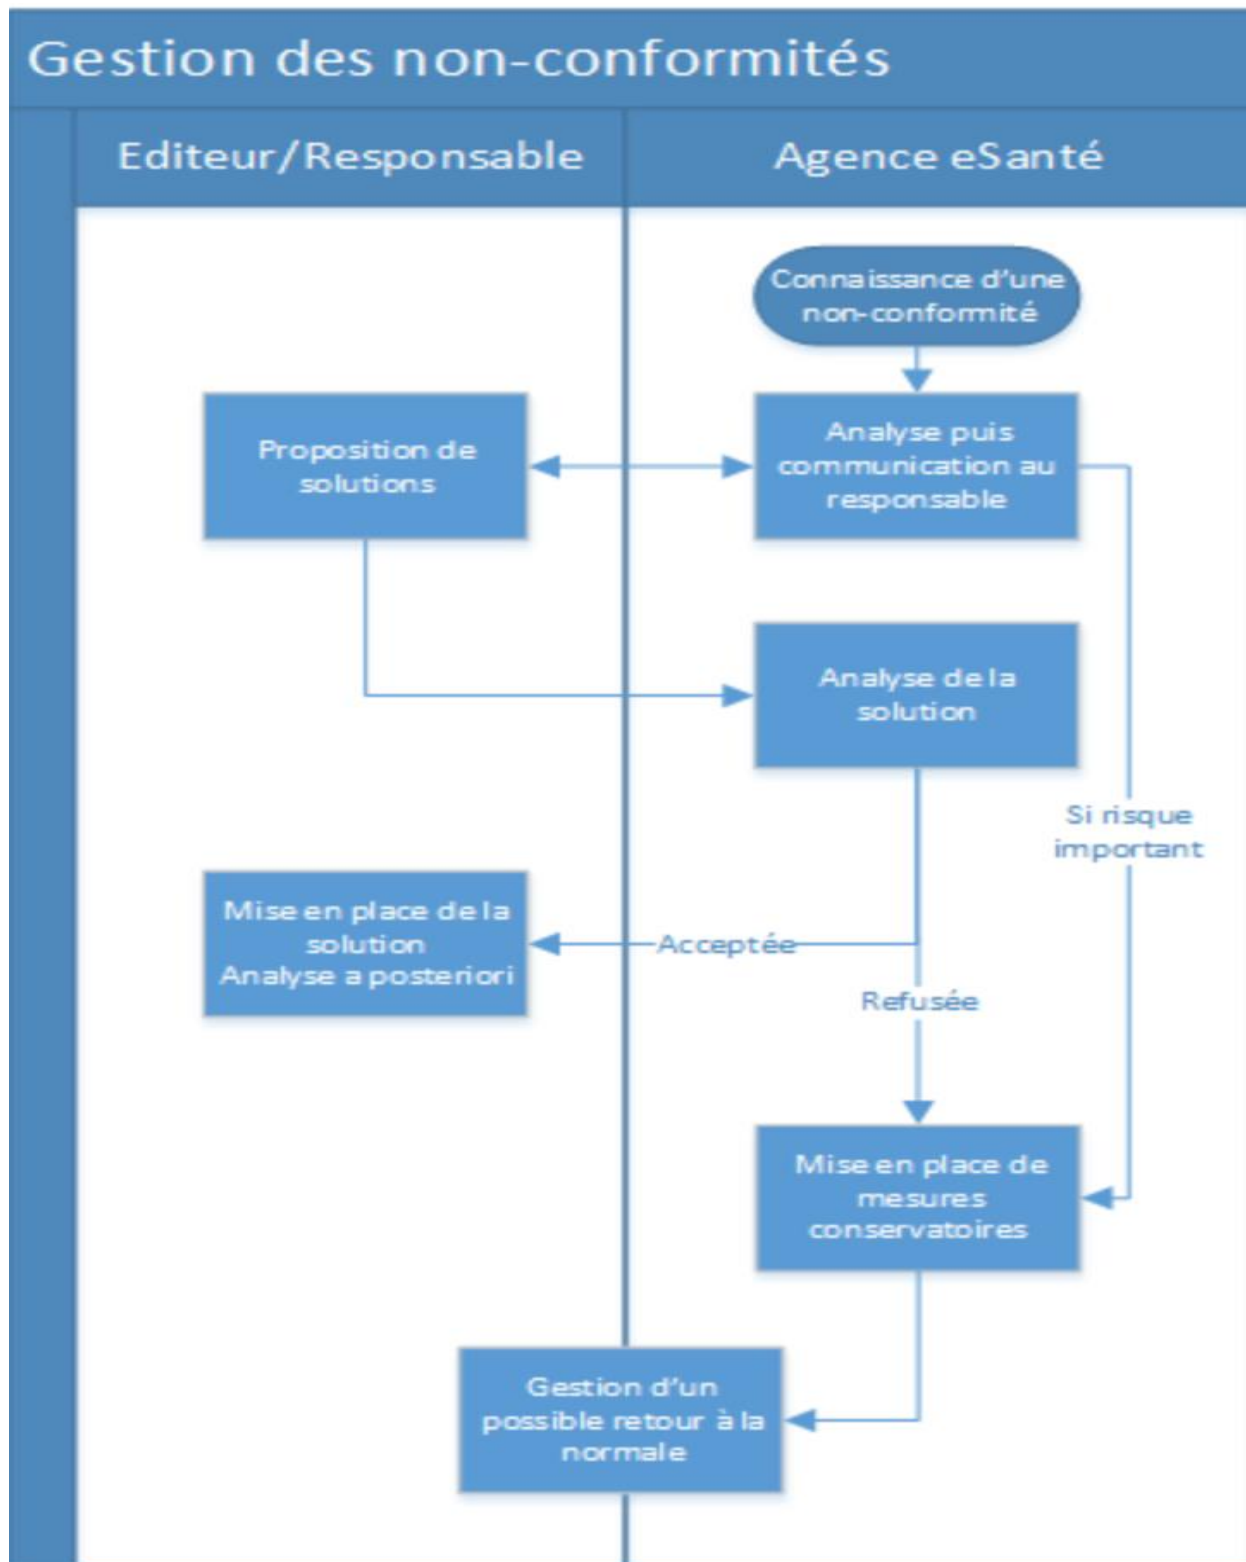 Gestion des non-conformités
Editeur/Responsable
Agence eSanté
Connaissance d'une
non-conformité
Proposition de
solutions
Analyse puis
communication au
responsable
Analyse de la
solution
Si risque
important
Mise en place de la
solution
Analyse a posteriori
Acceptée
Refusée
Mise en place de
mesures
conservatoires
Gestion d'un
possible retour à la
normale